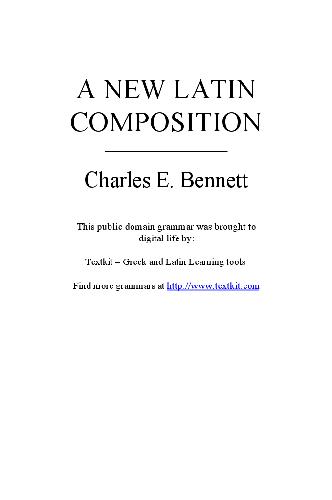 A NEW LATIN
COMPOSITION
Charles E. Bennett
This public domain grammar was brought to
digital life by:
Textkit – Greek and Latin Learning tools
Find more grammars at http://www.textkit.com